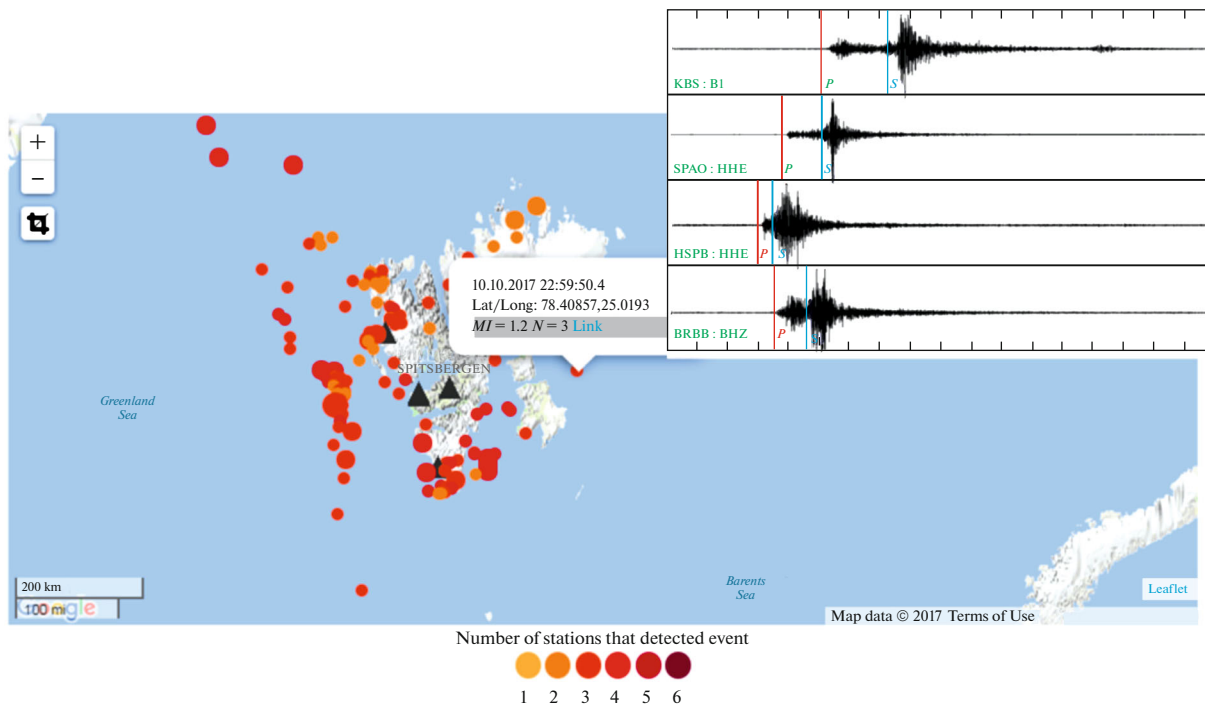 KBS : B1
P
S
SPAO : HHE
P
S
HSPB : HHE
P
S
BRBB : BHZ
P
+
−
10.10.2017 22:59:50.4
Lat/Long: 78.40857,25.0193
Ml = 1.2 N = 3 Link
SPITSBERGEN
Greenland
Sea
Barents
Sea
200 km
100 mi
Leaflet
Map data © 2017 Terms of Use
Number of stations that detected event
1 2 3 4 5 6